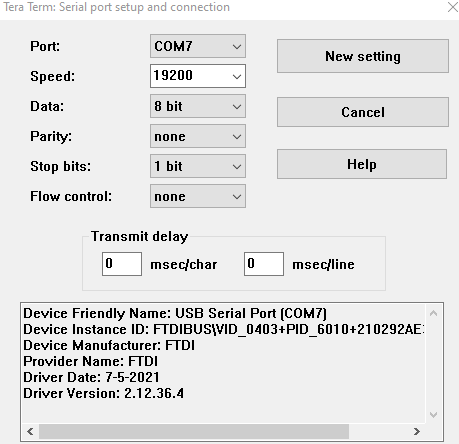 Tera Term: Serial port setup and connection
Port: COM7 New setting
Speed: 19200
Data: 8 bit Cancel
Parity: none
Stop bits: 1 bit Help
Flow control: none
Transmit delay
0 msec/char 0 msec/line
Device Friendly Name: USB Serial Port (COM7)
Device Instance ID: FTDIBUS\VID_0403+PID_6010+210292AE
Device Manufacturer: FTDI
Provider Name: FTDI
Driver Date: 7-5-2021
Driver Version: 2.12.36.4